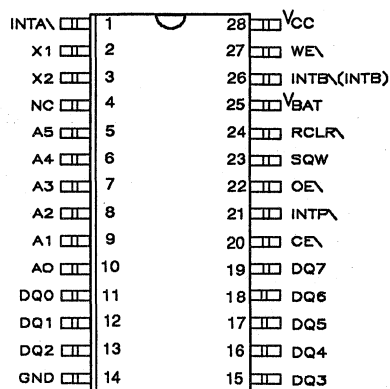 INTA\ 1 28 VCC
X1 2 27 WE\
X2 3 26 INTB\(INTB)
NC 4 25 VBAT
A5 5 24 RCLR\
A4 6 23 SQW
A3 7 22 OE\
A2 8 21 INTP\
A1 9 20 CE\
A0 10 19 DQ7
DQ0 11 18 DQ6
DQ1 12 17 DQ5
DQ2 13 16 DQ4
GND 14 15 DQ3